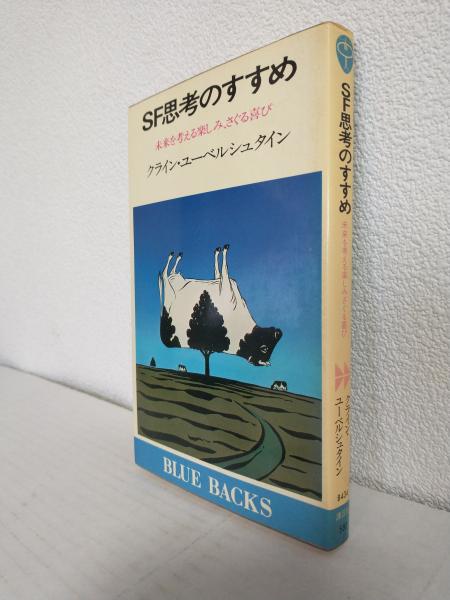 SF思考のすすめ
未来を考える楽しみ、さぐる喜び
クライン・ユーベルシュタイン
BLUE BACKS
SF思考のすすめ
未来を考える楽しみ、さぐる喜び
クライン・
ユーベルシュタイン
B404